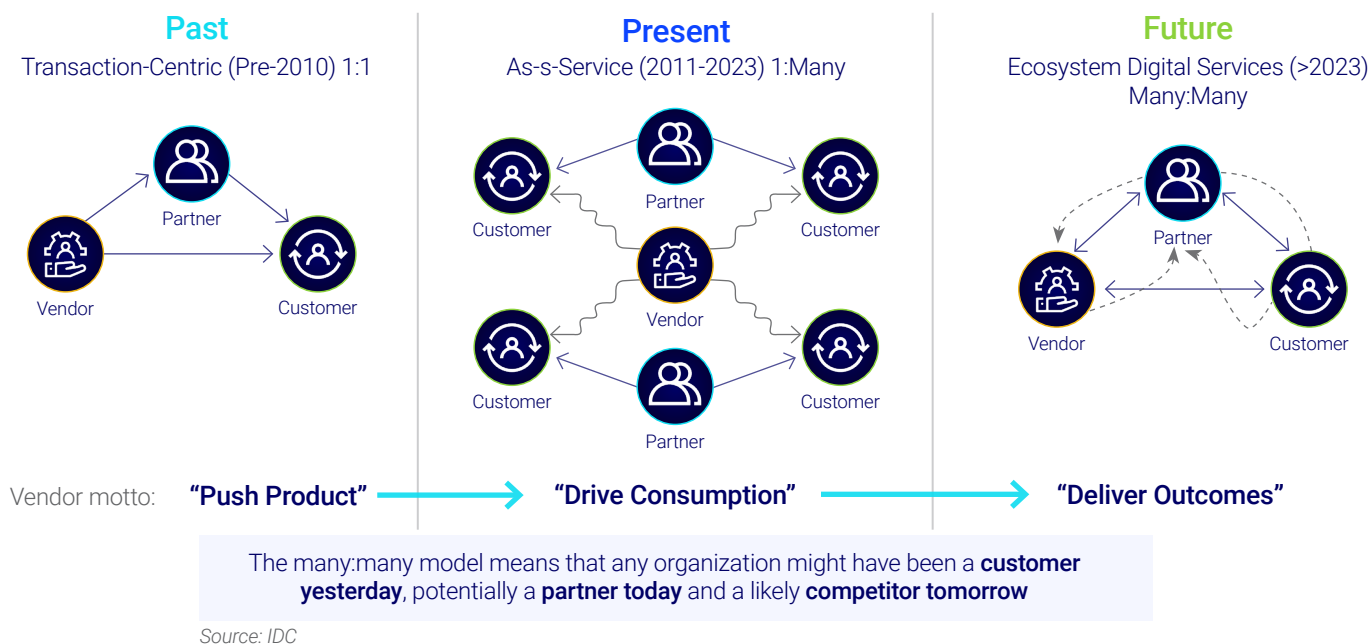 Past
Transaction-Centric (Pre-2010) 1:1
Partner
Vendor
Customer
Present
As-s-Service (2011-2023) 1:Many
Customer
Partner
Customer
Vendor
Customer
Partner
Customer
Future
Ecosystem Digital Services (>2023)
Many:Many
Partner
Vendor
Customer
Vendor motto:
“Push Product”
“Drive Consumption”
“Deliver Outcomes”
The many:many model means that any organization might have been a customer
yesterday, potentially a partner today and a likely competitor tomorrow
Source: IDC